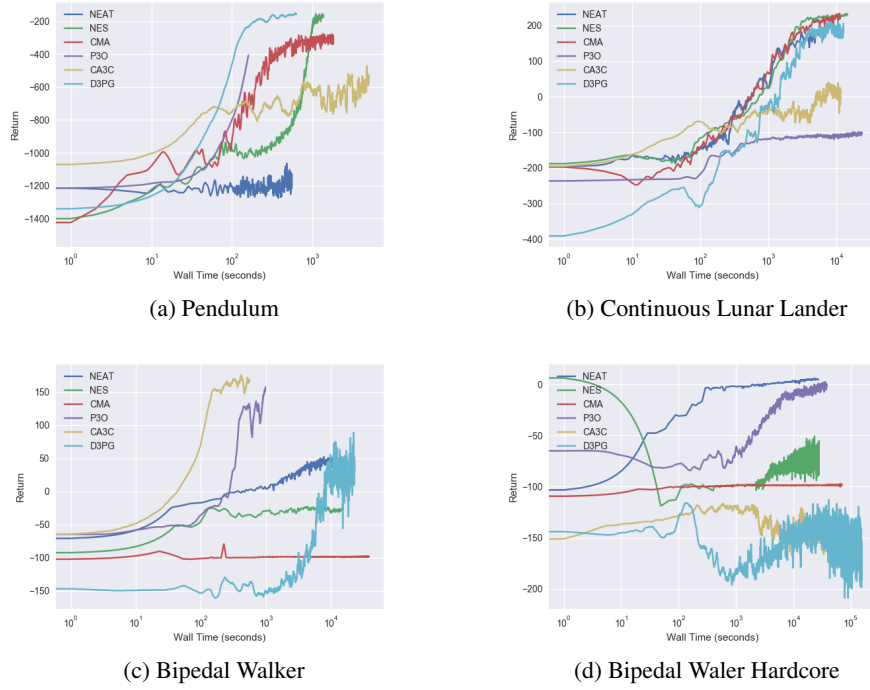 NEAT
NES
CMA
P3O
CA3C
D3PG
Return
−200
−400
−600
−800
−1000
−1200
−1400
10^0 10^1 10^2 10^3
Wall Time (seconds)
(a) Pendulum
NEAT
NES
CMA
P3O
CA3C
D3PG
Return
200
100
0
−100
−200
−300
−400
10^0 10^1 10^2 10^3 10^4
Wall Time (seconds)
(b) Continuous Lunar Lander
NEAT
NES
CMA
P3O
CA3C
D3PG
Return
150
100
50
0
−50
−100
−150
10^0 10^1 10^2 10^3 10^4
Wall Time (seconds)
(c) Bipedal Walker
NEAT
NES
CMA
P3O
CA3C
D3PG
Return
0
−50
−100
−150
−200
10^0 10^1 10^2 10^3 10^4 10^5
Wall Time (seconds)
(d) Bipedal Waler Hardcore